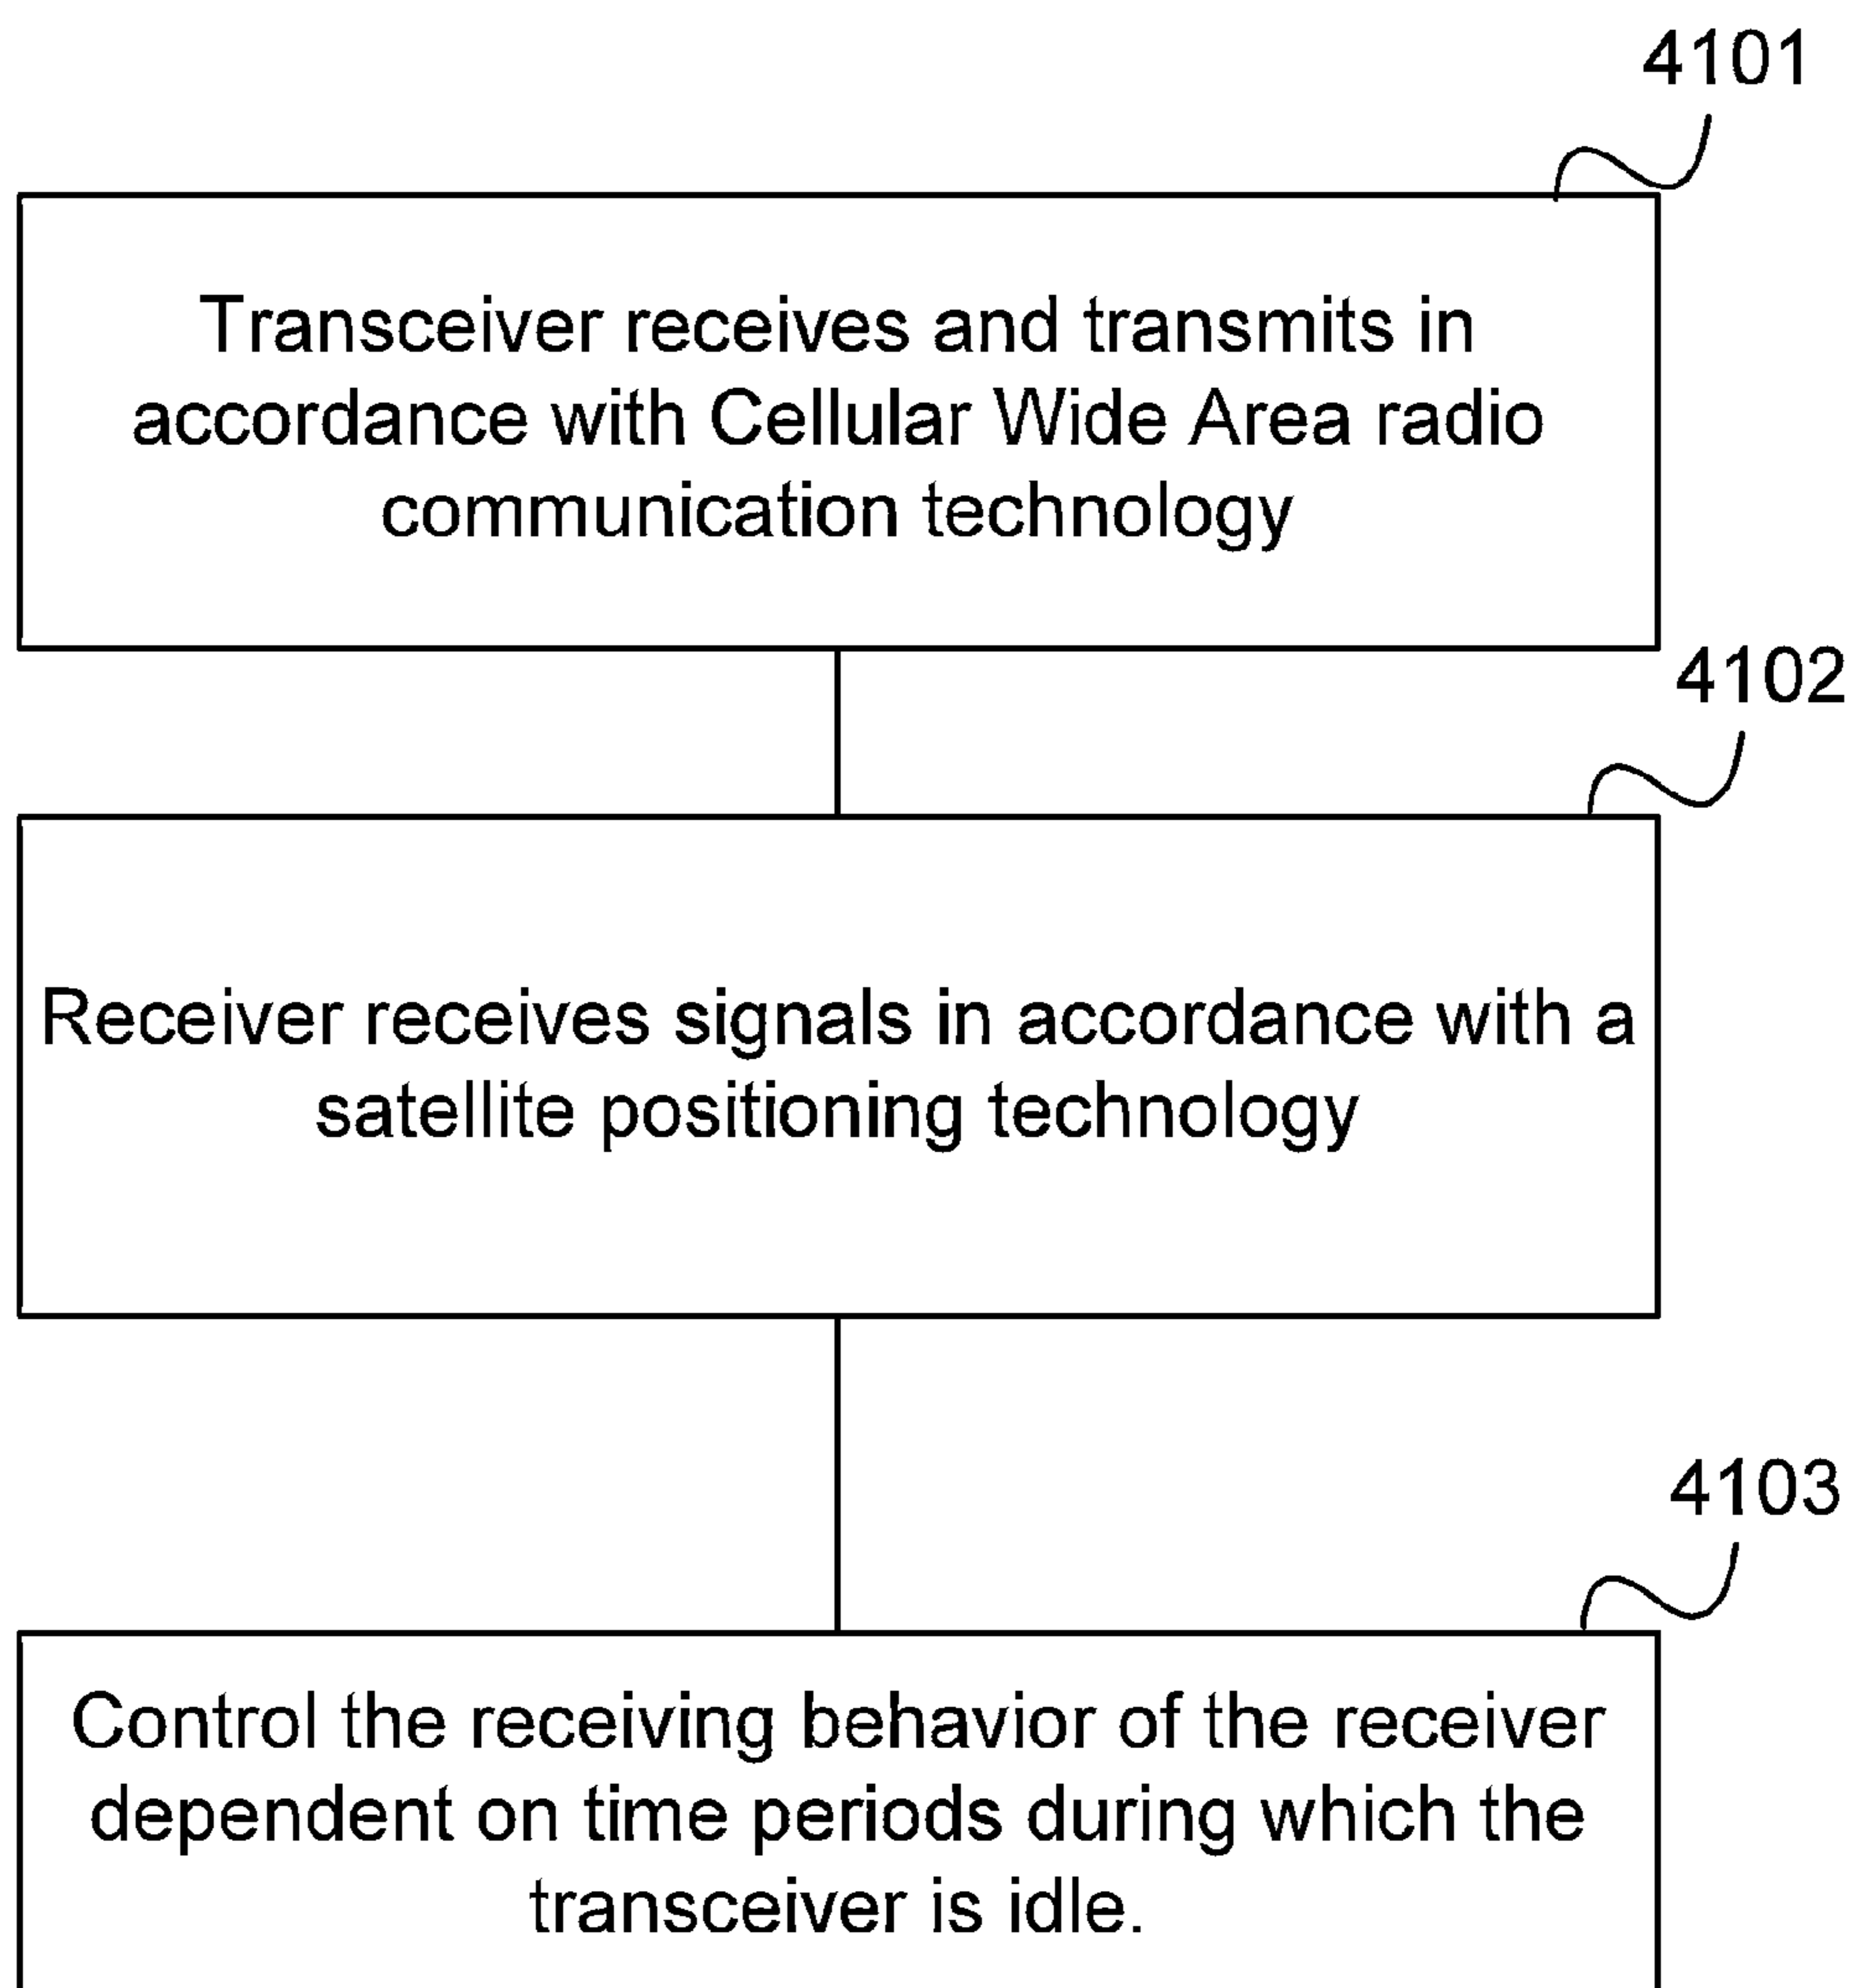 4101
Transceiver receives and transmits in
accordance with Cellular Wide Area radio
communication technology
4102
Receiver receives signals in accordance with a
satellite positioning technology
4103
Control the receiving behavior of the receiver
dependent on time periods during which the
transceiver is idle.